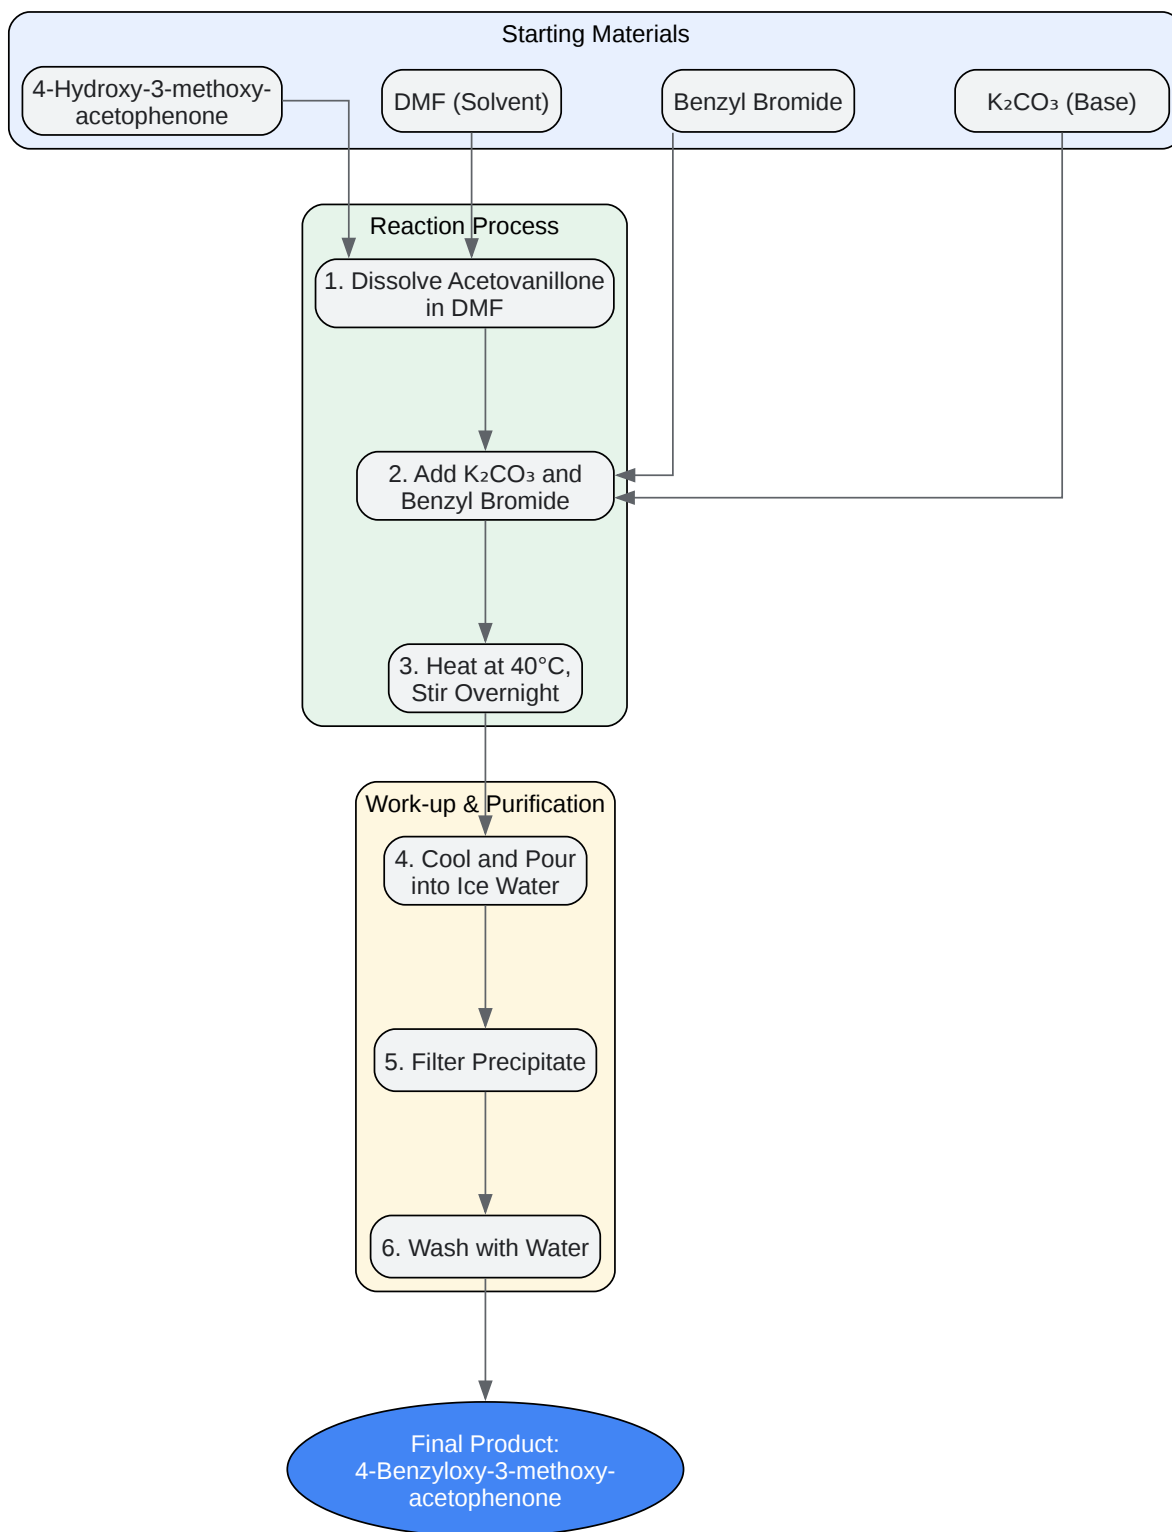 Starting Materials
4-Hydroxy-3-methoxy-
acetophenone
DMF (Solvent)
Benzyl Bromide
K₂CO₃ (Base)
Reaction Process
1. Dissolve Acetovanillone
in DMF
2. Add K₂CO₃ and
Benzyl Bromide
3. Heat at 40°C,
Stir Overnight
Work-up & Purification
4. Cool and Pour
into Ice Water
5. Filter Precipitate
6. Wash with Water
Final Product:
4-Benzyloxy-3-methoxy-
acetophenone